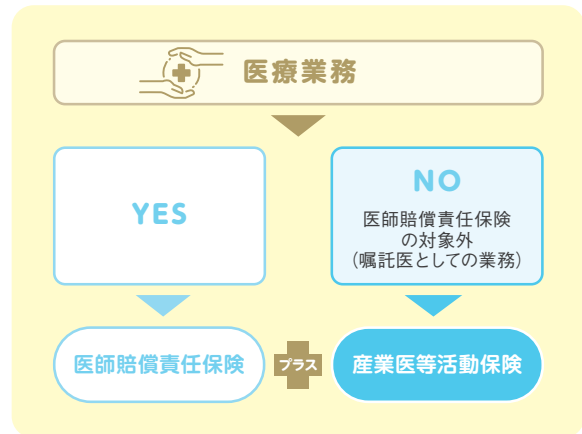 医療業務
YES
NO
医師賠償責任保険
の対象外
（嘱託医としての業務）
医師賠償責任保険
プラス
産業医等活動保険